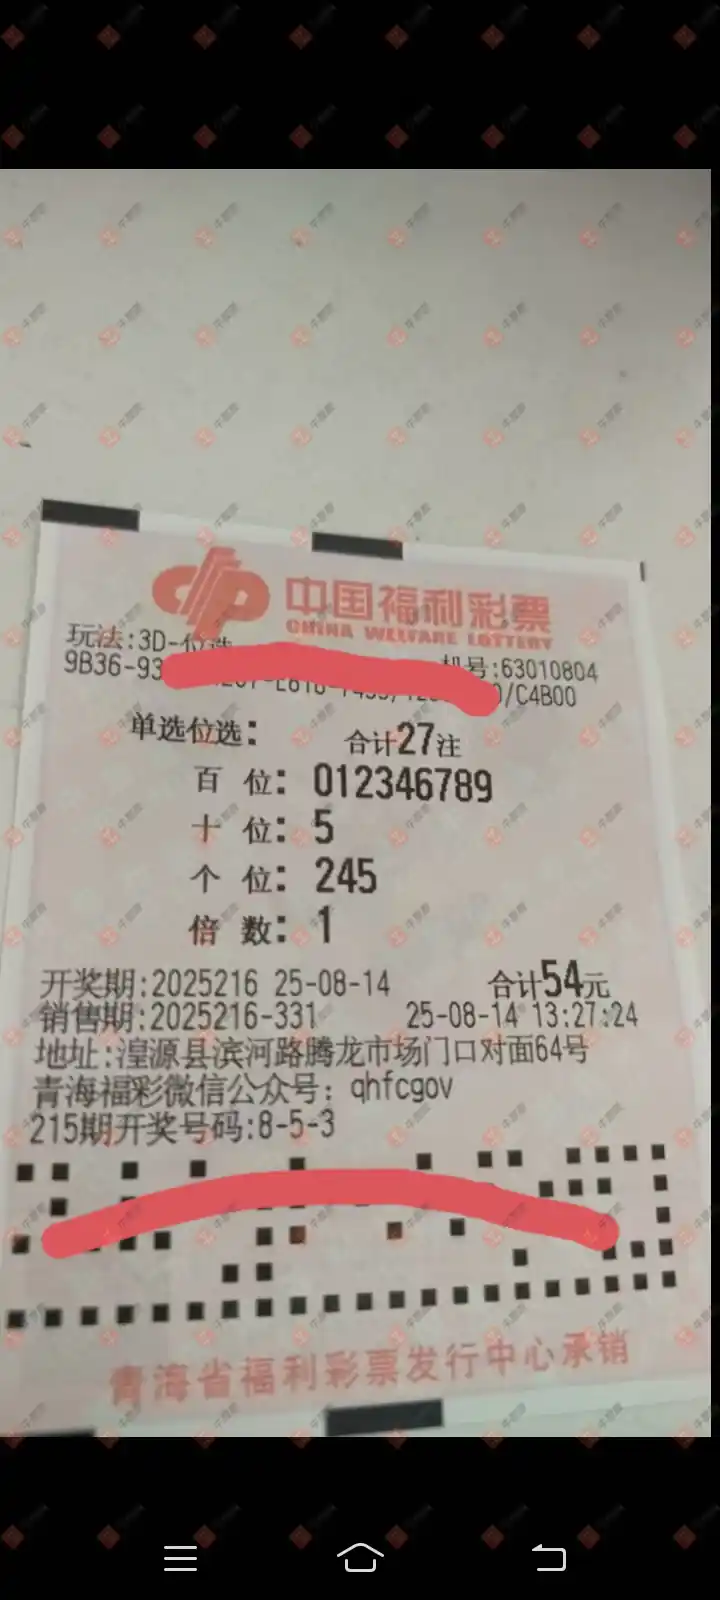 中国福利彩票
CHINA WELFARE LOTTERY
玩法:3D-位选
机号:63010804
9B36-93 0/C4B00
单选位选: 合计27注
百 位: 012346789
十 位: 5
个 位: 245
倍 数: 1
开奖期:2025216 25-08-14 合计54元
销售期:2025216-331 25-08-14 13:27:24
地址:湟源县滨河路腾龙市场门口对面64号
青海福彩微信公众号: qhfcgov
215期开奖号码:8-5-3
青海省福利彩票发行中心承销